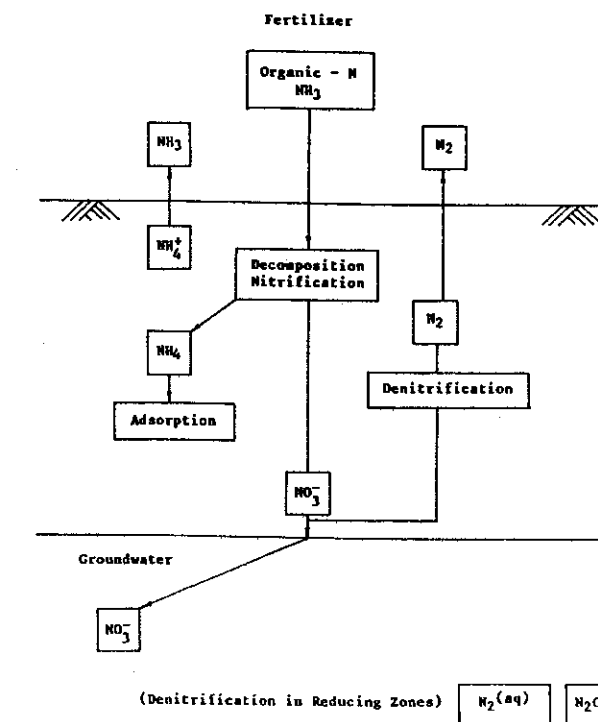 Fertilizer
Organic - N
NH3
NH3
N2
NH4+
Decomposition
Nitrification
N2
NH4
Denitrification
Adsorption
NO3-
Groundwater
NO3-
(Denitrification in Reducing Zones)
N2(aq)